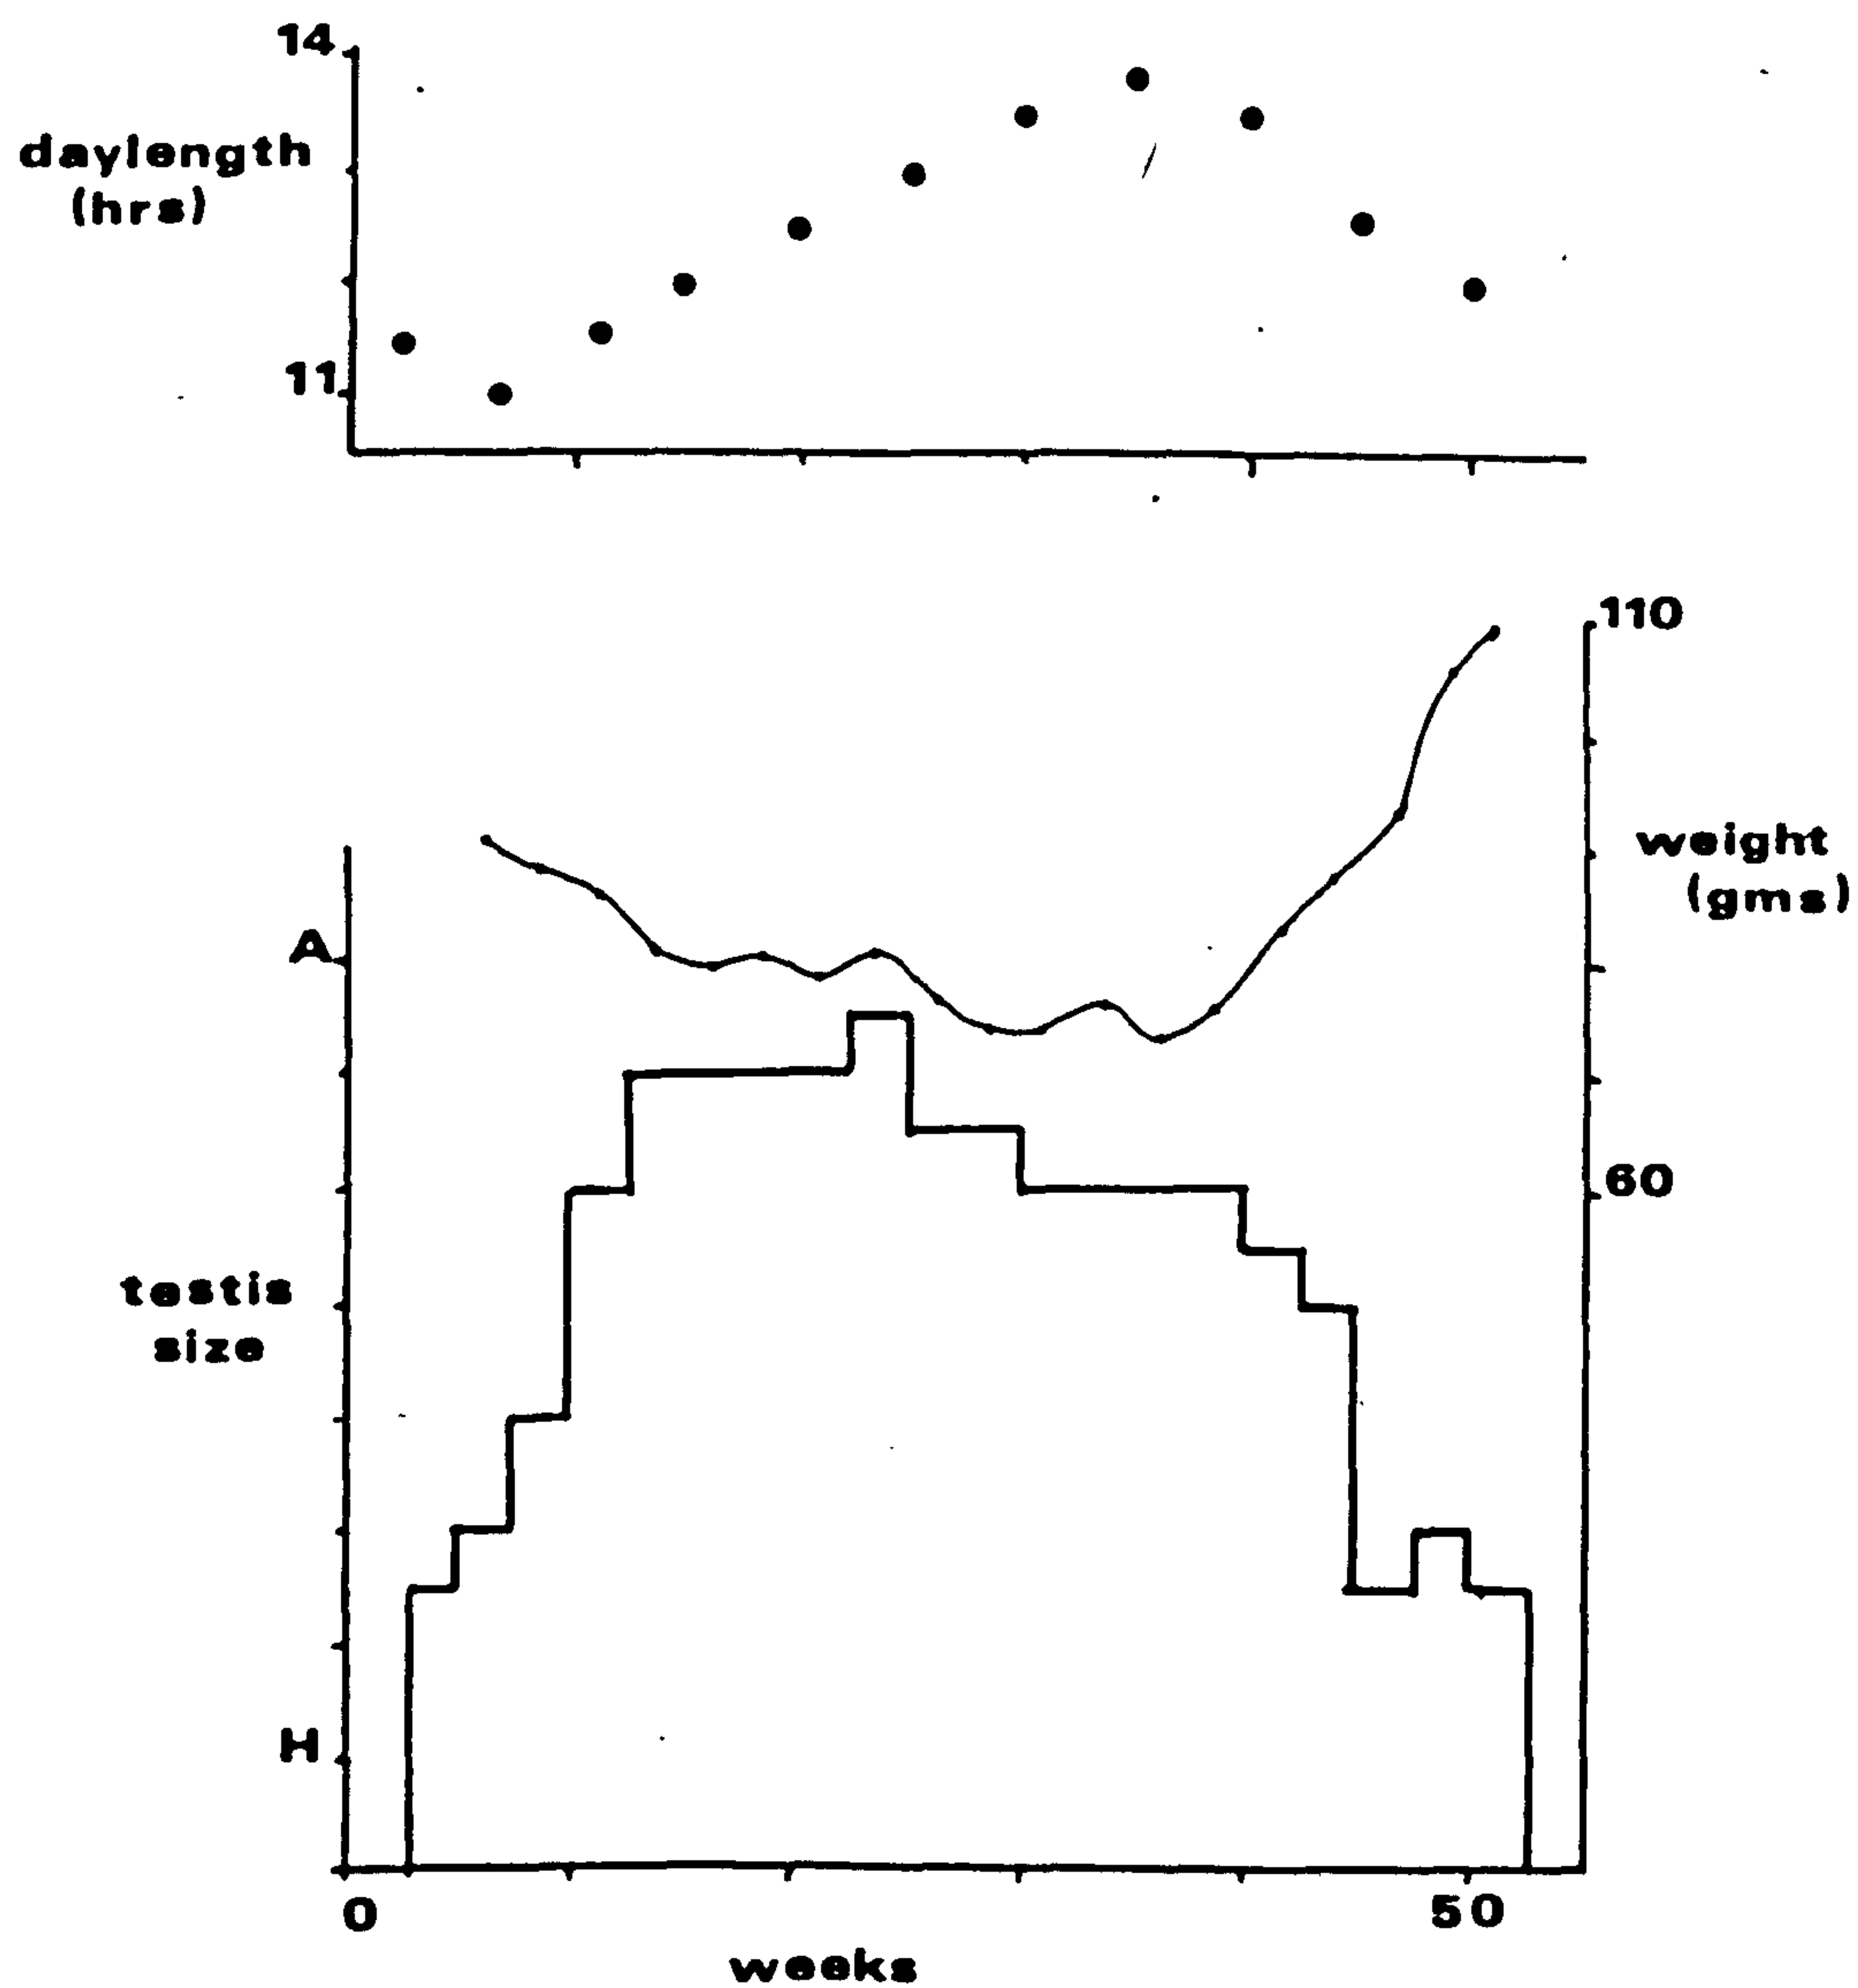 14
daylength
(hrs)
11
110
weight
(gms)
A
60
testis
size
H
0
50
weeks